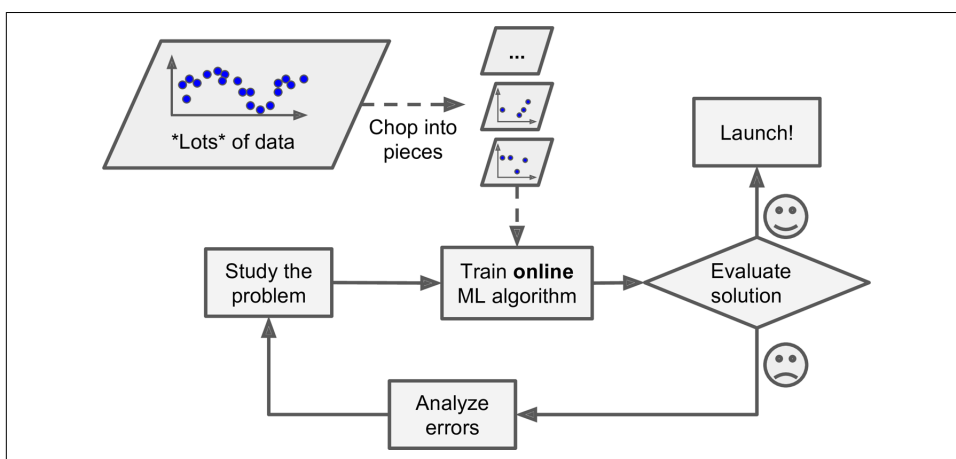 *Lots* of data
Chop into
pieces
...
Launch!
Study the
problem
Train online
ML algorithm
Evaluate
solution
Analyze
errors